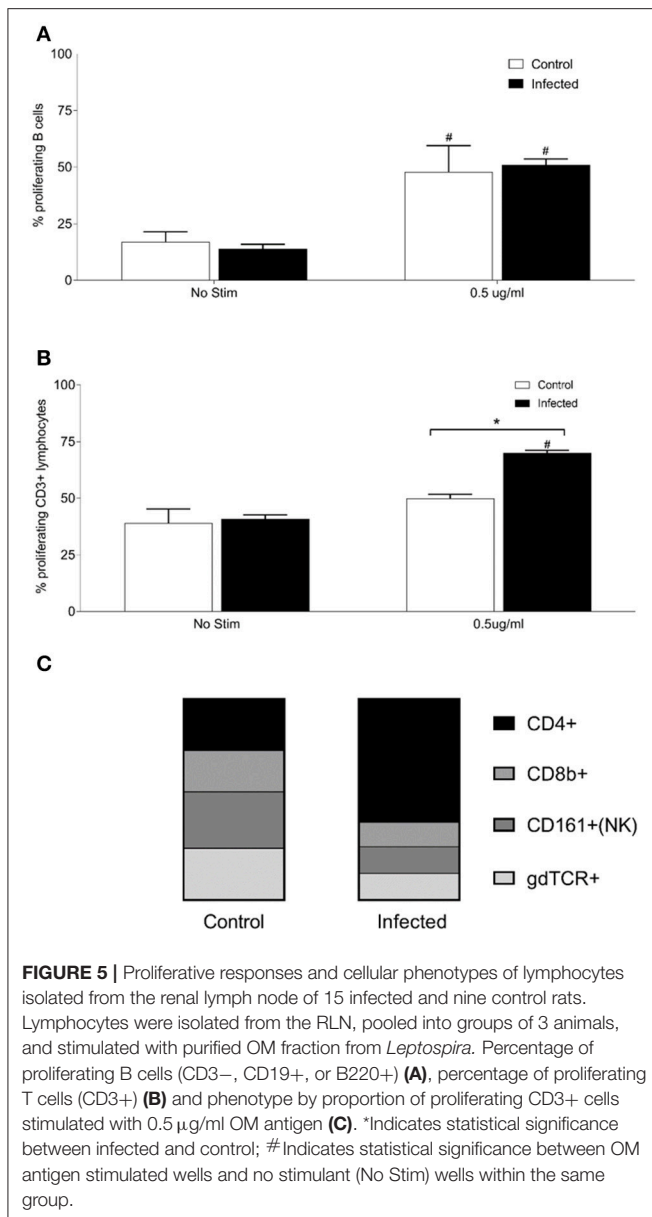 A
100
75
50
25
0
% proliferating B cells
Control
Infected
#
#
No Stim
0.5 ug/ml
B
100
75
50
25
0
% proliferating CD3+ lymphocytes
Control
Infected
*
#
No Stim
0.5ug/ml
C
CD4+
CD8b+
CD161+(NK)
gdTCR+
Control
Infected
FIGURE 5 | Proliferative responses and cellular phenotypes of lymphocytes
isolated from the renal lymph node of 15 infected and nine control rats.
Lymphocytes were isolated from the RLN, pooled into groups of 3 animals,
and stimulated with purified OM fraction from Leptospira. Percentage of
proliferating B cells (CD3−, CD19+, or B220+) (A), percentage of proliferating
T cells (CD3+) (B) and phenotype by proportion of proliferating CD3+ cells
stimulated with 0.5 μg/ml OM antigen (C). *Indicates statistical significance
between infected and control; #Indicates statistical significance between OM
antigen stimulated wells and no stimulant (No Stim) wells within the same
group.